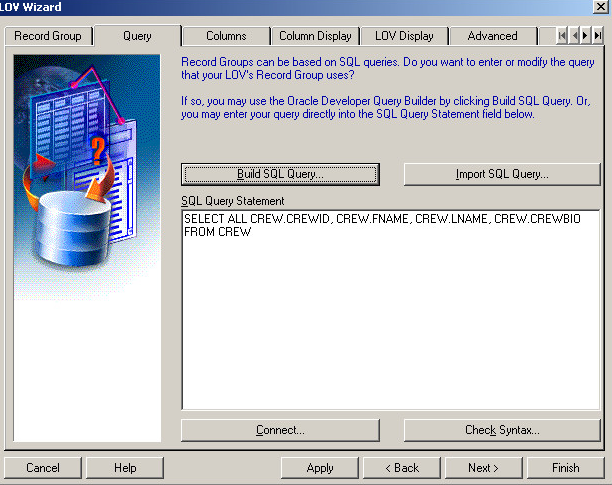 LOV Wizard
Record Group
Query
Columns
Column Display
LOV Display
Advanced
Record Groups can be based on SQL queries. Do you want to enter or modify the query
that your LOV's Record Group uses?
If so, you may use the Oracle Developer Query Builder by clicking Build SQL Query. Or,
you may enter your query directly into the SQL Query Statement field below.
Build SQL Query...
Import SQL Query...
SQL Query Statement
SELECT ALL CREW.CREWID, CREW.FNAME, CREW.LNAME, CREW.CREWBIO
FROM CREW
Connect...
Check Syntax...
Cancel
Help
Apply
< Back
Next >
Finish